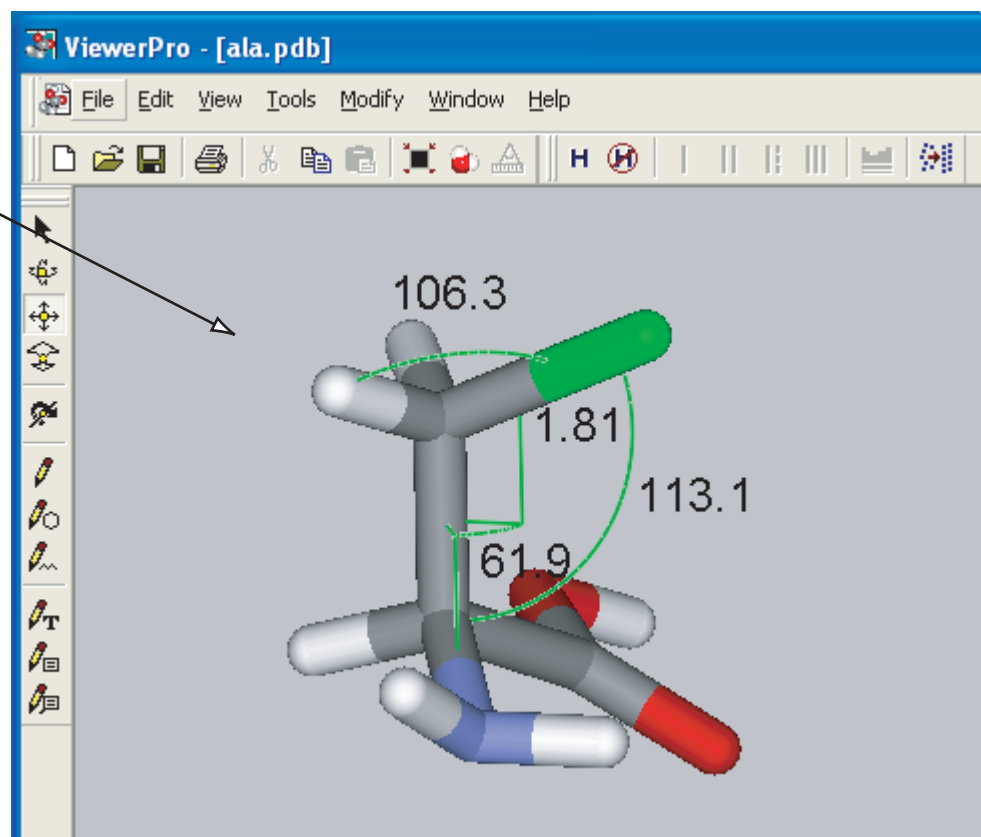 ViewerPro - [ala.pdb]
File Edit View Tools Modify Window Help
H H
T
106.3
1.81
113.1
61.9